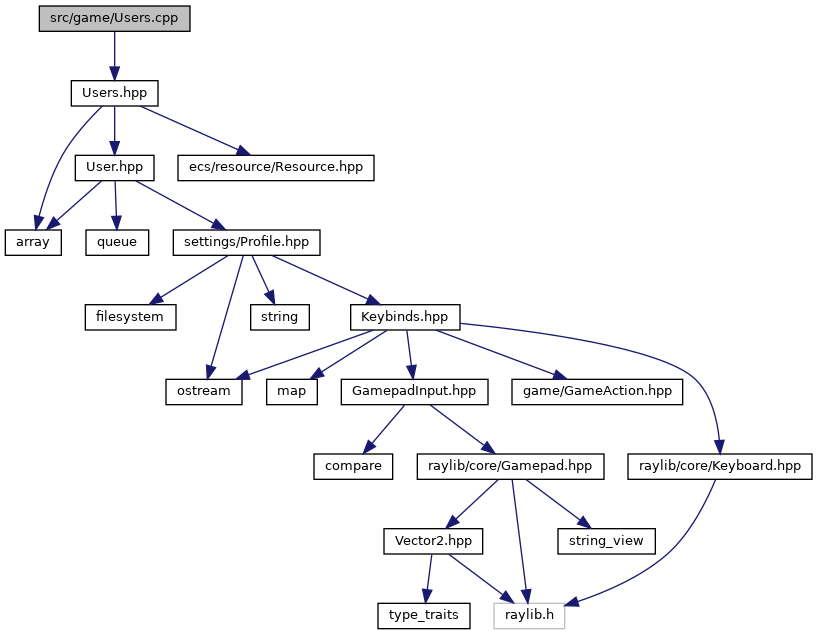 src/game/Users.cpp
Users.hpp
User.hpp
ecs/resource/Resource.hpp
array
queue
settings/Profile.hpp
filesystem
string
Keybinds.hpp
ostream
map
GamepadInput.hpp
game/GameAction.hpp
compare
raylib/core/Gamepad.hpp
raylib/core/Keyboard.hpp
Vector2.hpp
string_view
type_traits
raylib.h